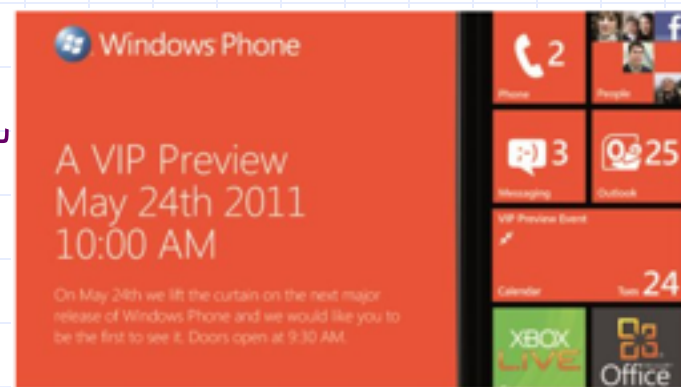 Windows Phone
A VIP Preview
May 24th 2011
10:00 AM
On May 24th we lift the curtain on the next major
release of Windows Phone and we would like you to
be the first to see it. Doors open at 9:30 AM.
2
Phone
People
f
3
Messaging
25
Outlook
VIP Preview Event
Calendar
Tues 24
XBOX
LIVE
Office